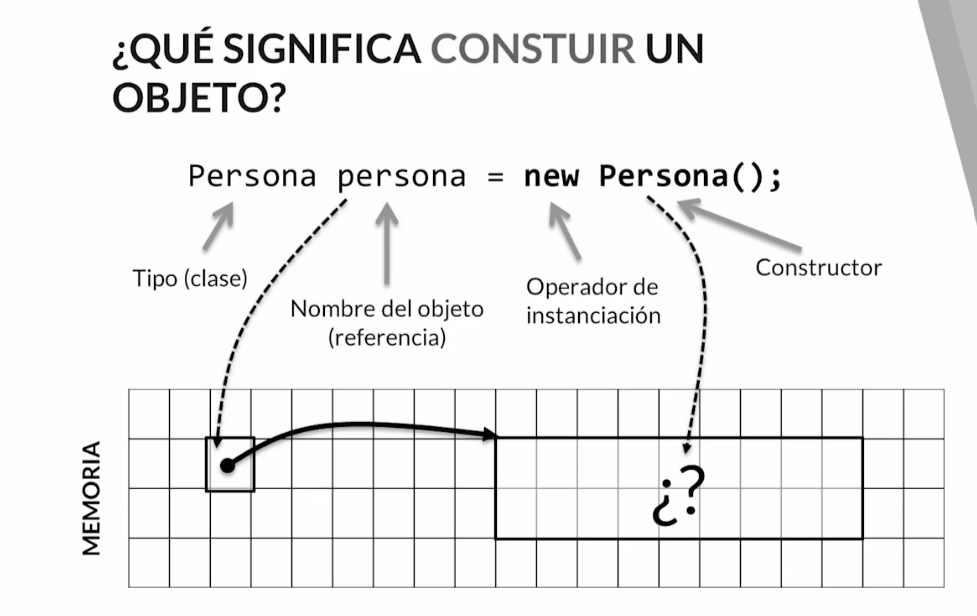 ¿QUÉ SIGNIFICA CONSTUIR UN
OBJETO?
Persona persona = new Persona();
Tipo (clase)
Nombre del objeto
(referencia)
Operador de
instanciación
Constructor
MEMORIA
¿?